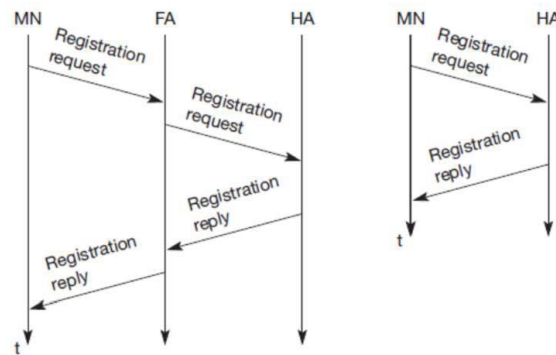 MN FA HA
Registration
request
Registration
request
Registration
reply
Registration
reply
t
MN HA
Registration
request
Registration
reply
t